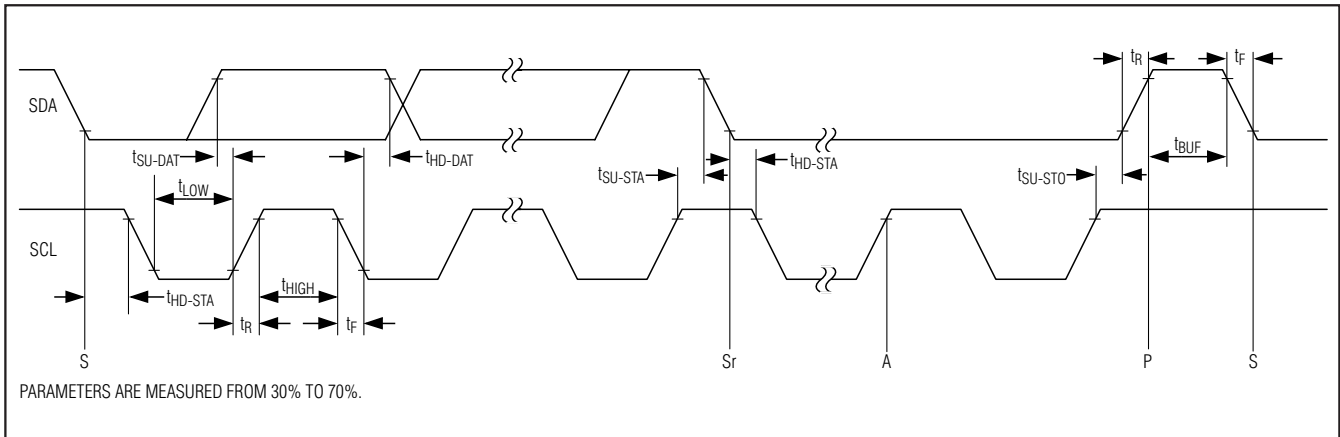 tR
tF
SDA
tSU-DAT
tHD-DAT
tHD-STA
tBUF
tSU-STA
tSU-STO
tLOW
SCL
tHIGH
tHD-STA
tR
tF
S
Sr
A
P
S
PARAMETERS ARE MEASURED FROM 30% TO 70%.